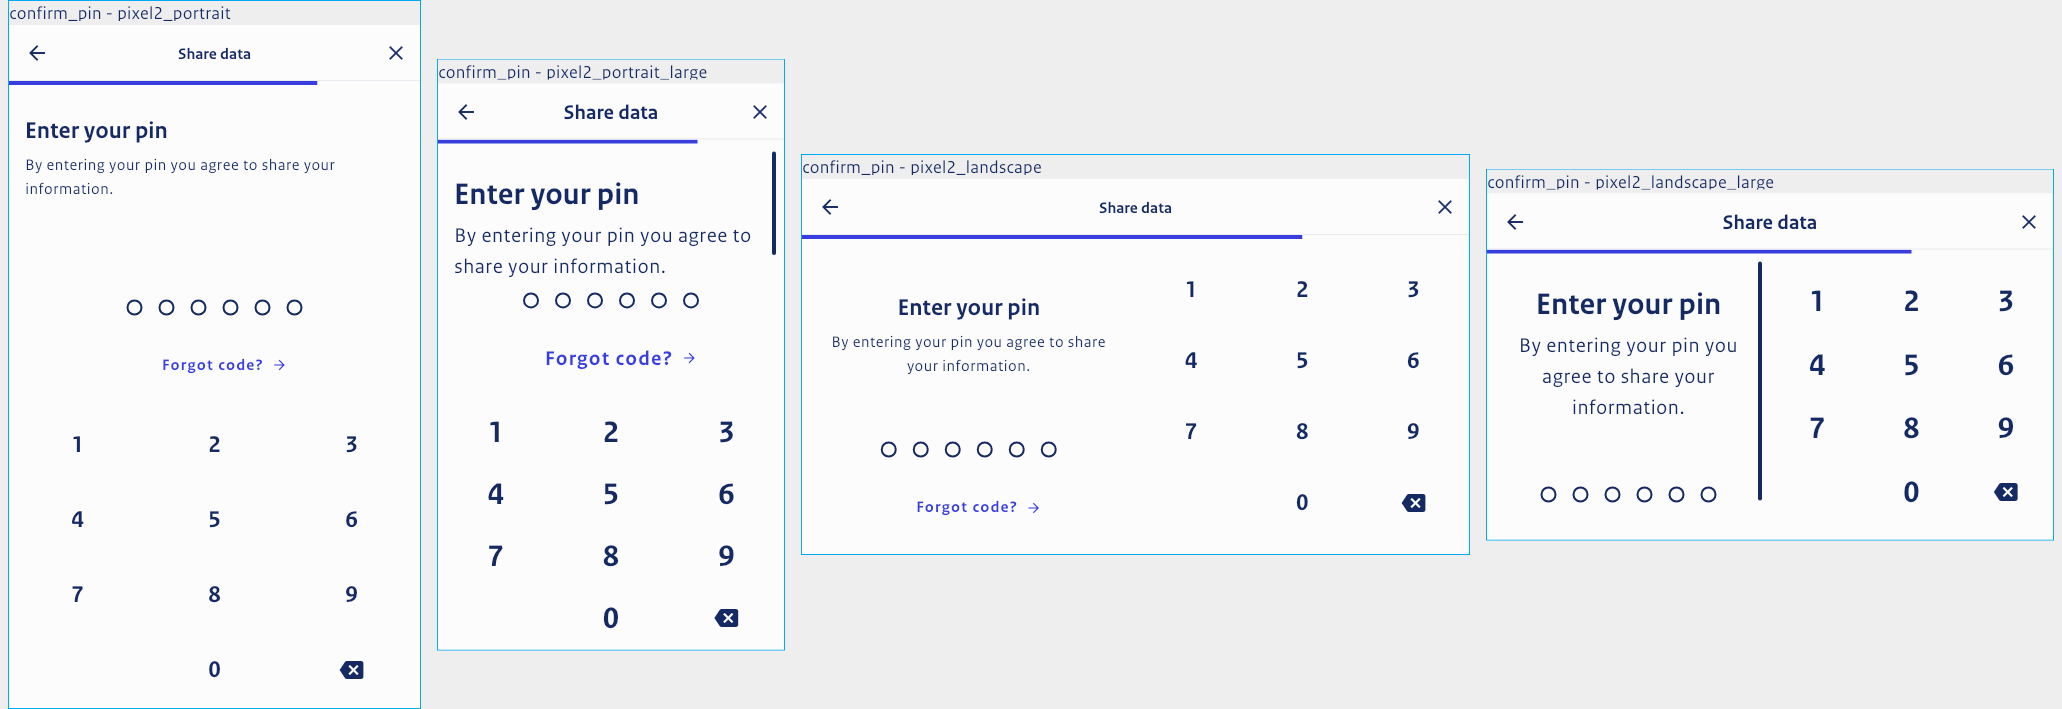 confirm_pin - pixel2_portrait
Share data
Enter your pin
By entering your pin you agree to share your
information.
Forgot code?
1 2 3
4 5 6
7 8 9
0
confirm_pin - pixel2_portrait_large
Share data
Enter your pin
By entering your pin you agree to
share your information.
Forgot code?
1 2 3
4 5 6
7 8 9
0
confirm_pin - pixel2_landscape
Share data
Enter your pin
By entering your pin you agree to share
your information.
Forgot code?
1 2 3
4 5 6
7 8 9
0
confirm_pin - pixel2_landscape_large
Share data
Enter your pin
By entering your pin you
agree to share your
information.
1 2 3
4 5 6
7 8 9
0